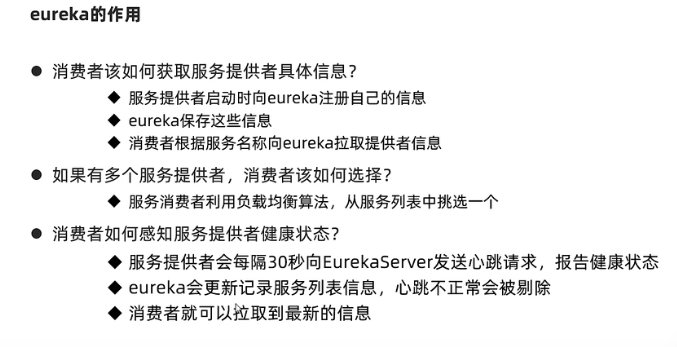 eureka的作用
● 消费者该如何获取服务提供者具体信息？
◆ 服务提供者启动时向eureka注册自己的信息
◆ eureka保存这些信息
◆ 消费者根据服务名称向eureka拉取提供者信息
● 如果有多个服务提供者，消费者该如何选择？
◆ 服务消费者利用负载均衡算法，从服务列表中挑选一个
● 消费者如何感知服务提供者健康状态？
◆ 服务提供者会每隔30秒向EurekaServer发送心跳请求，报告健康状态
◆ eureka会更新记录服务列表信息，心跳不正常会被剔除
◆ 消费者就可以拉取到最新的信息